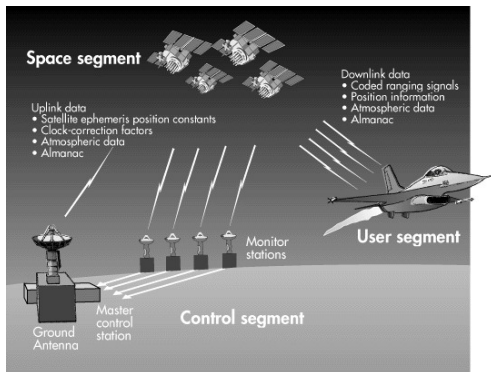 Space segment
Uplink data
• Satellite ephemeris position constants
• Clock-correction factors
• Atmospheric data
• Almanac
Downlink data
• Coded ranging signals
• Position information
• Atmospheric data
• Almanac
User segment
Monitor
stations
Master
control
station
Control segment
Ground
Antenna